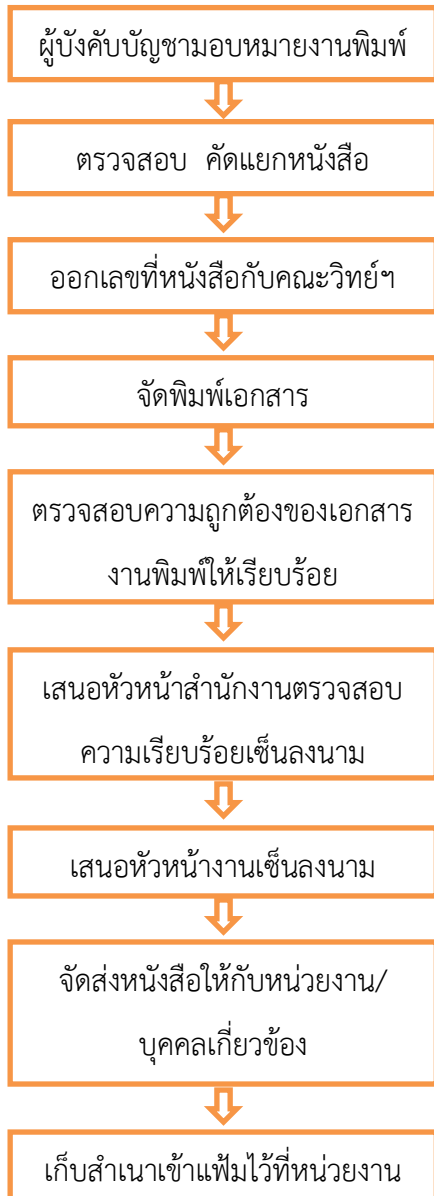 ผู้บังคับบัญชามอบหมายงานพิมพ์
ตรวจสอบ คัดแยกหนังสือ
ออกเลขที่หนังสือกับคณะวิทย์ฯ
จัดพิมพ์เอกสาร
ตรวจสอบความถูกต้องของเอกสาร
งานพิมพ์ให้เรียบร้อย
เสนอหัวหน้าสำนักงานตรวจสอบ
ความเรียบร้อยเซ็นลงนาม
เสนอหัวหน้างานเซ็นลงนาม
จัดส่งหนังสือให้กับหน่วยงาน/
บุคคลเกี่ยวข้อง
เก็บสำเนาเข้าแฟ้มไว้ที่หน่วยงาน